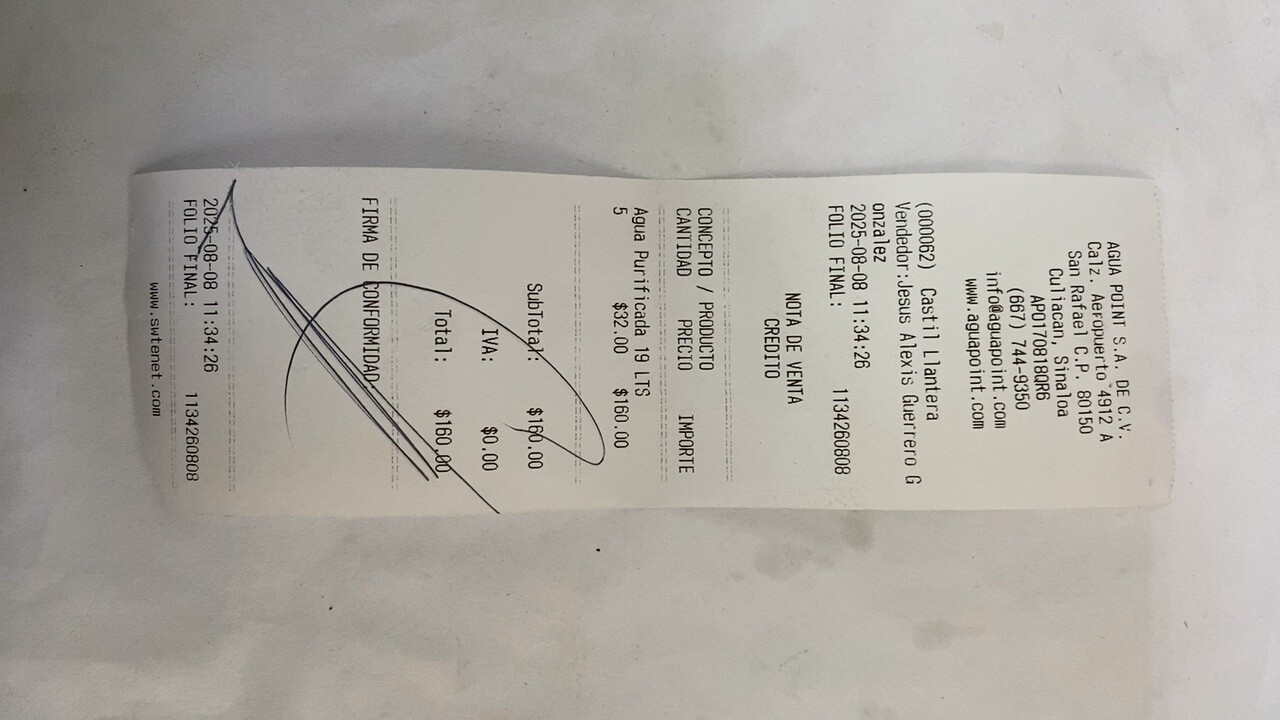 AGUA POINT S.A. DE C.V.
Calz. Aeropuerto 4912 A
San Rafael C.P. 80150
Culiacan, Sinaloa
APO170818QR6
(667) 744-9350
info@aguapoint.com
www.aguapoint.com
(000062) Castil Llantera
Vendedor:Jesus Alexis Guerrero G
onzalez
2025-08-08 11:34:26
FOLIO FINAL: 1134260808
NOTA DE VENTA
CREDITO
CONCEPTO / PRODUCTO
CANTIDAD PRECIO IMPORTE
Agua Purificada 19 LTS
5 $32.00 $160.00
SubTotal: $160.00
IVA: $0.00
Total: $160.00
FIRMA DE CONFORMIDAD
2025-08-08 11:34:26
FOLIO FINAL: 1134260808
www.swtenet.com